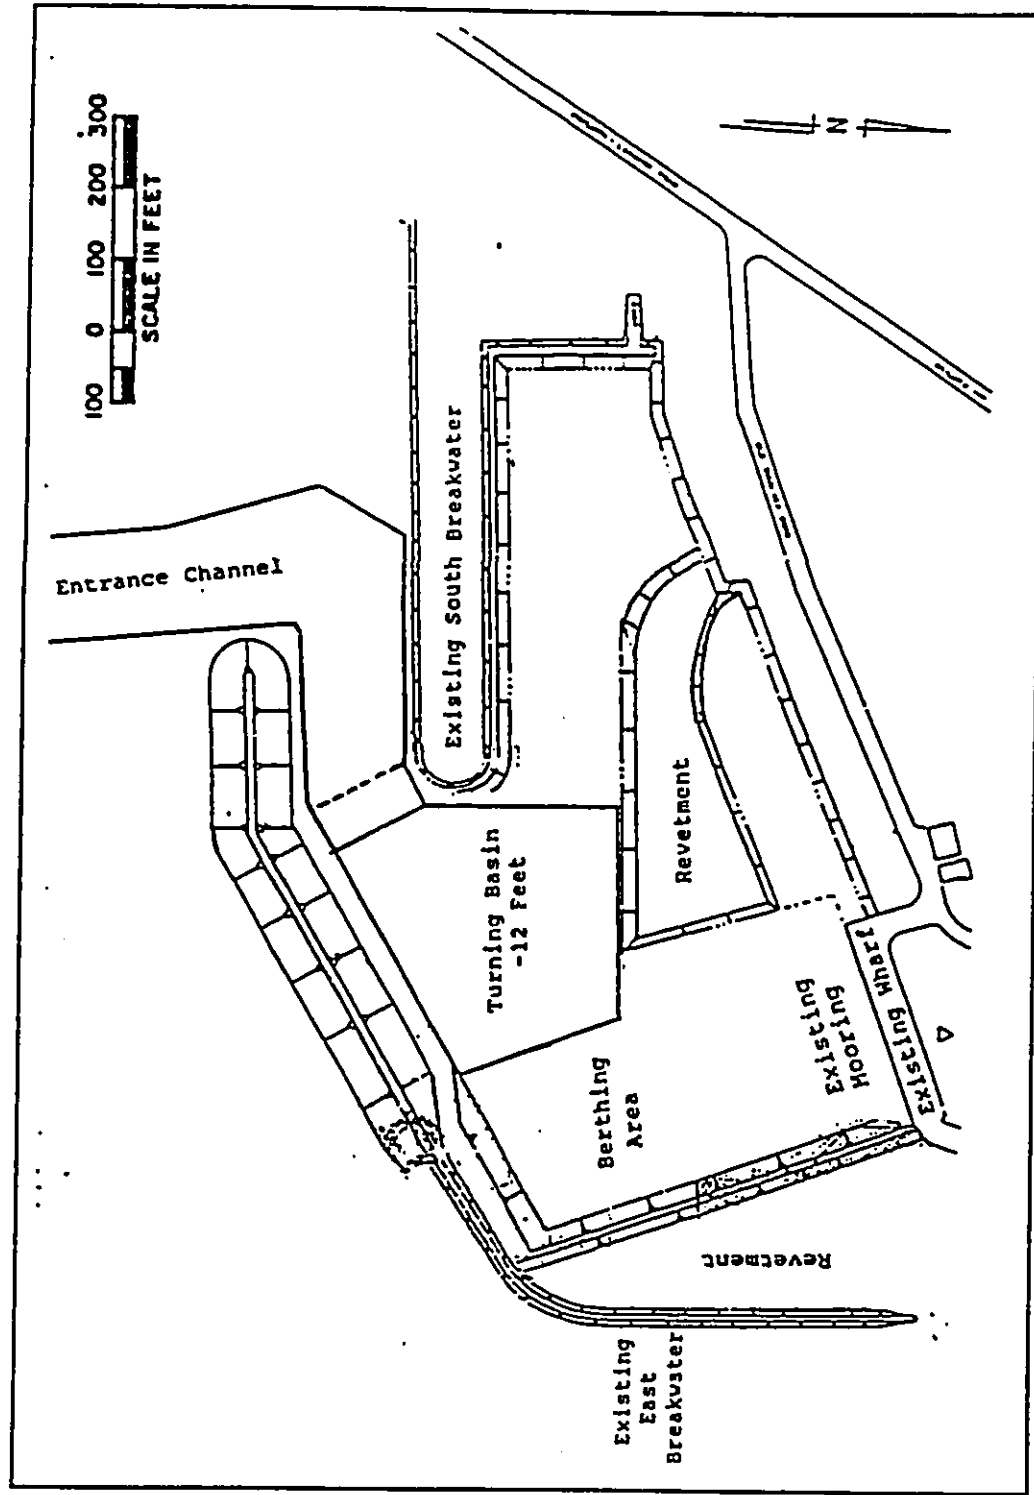 100 0 100 200 300
SCALE IN FEET
Entrance Channel
Existing South Breakwater
N
Turning Basin
-12 Feet
Revetment
Berthing
Area
Existing
Mooring
Existing Wharf
Revetment
Existing
East
Breakwater